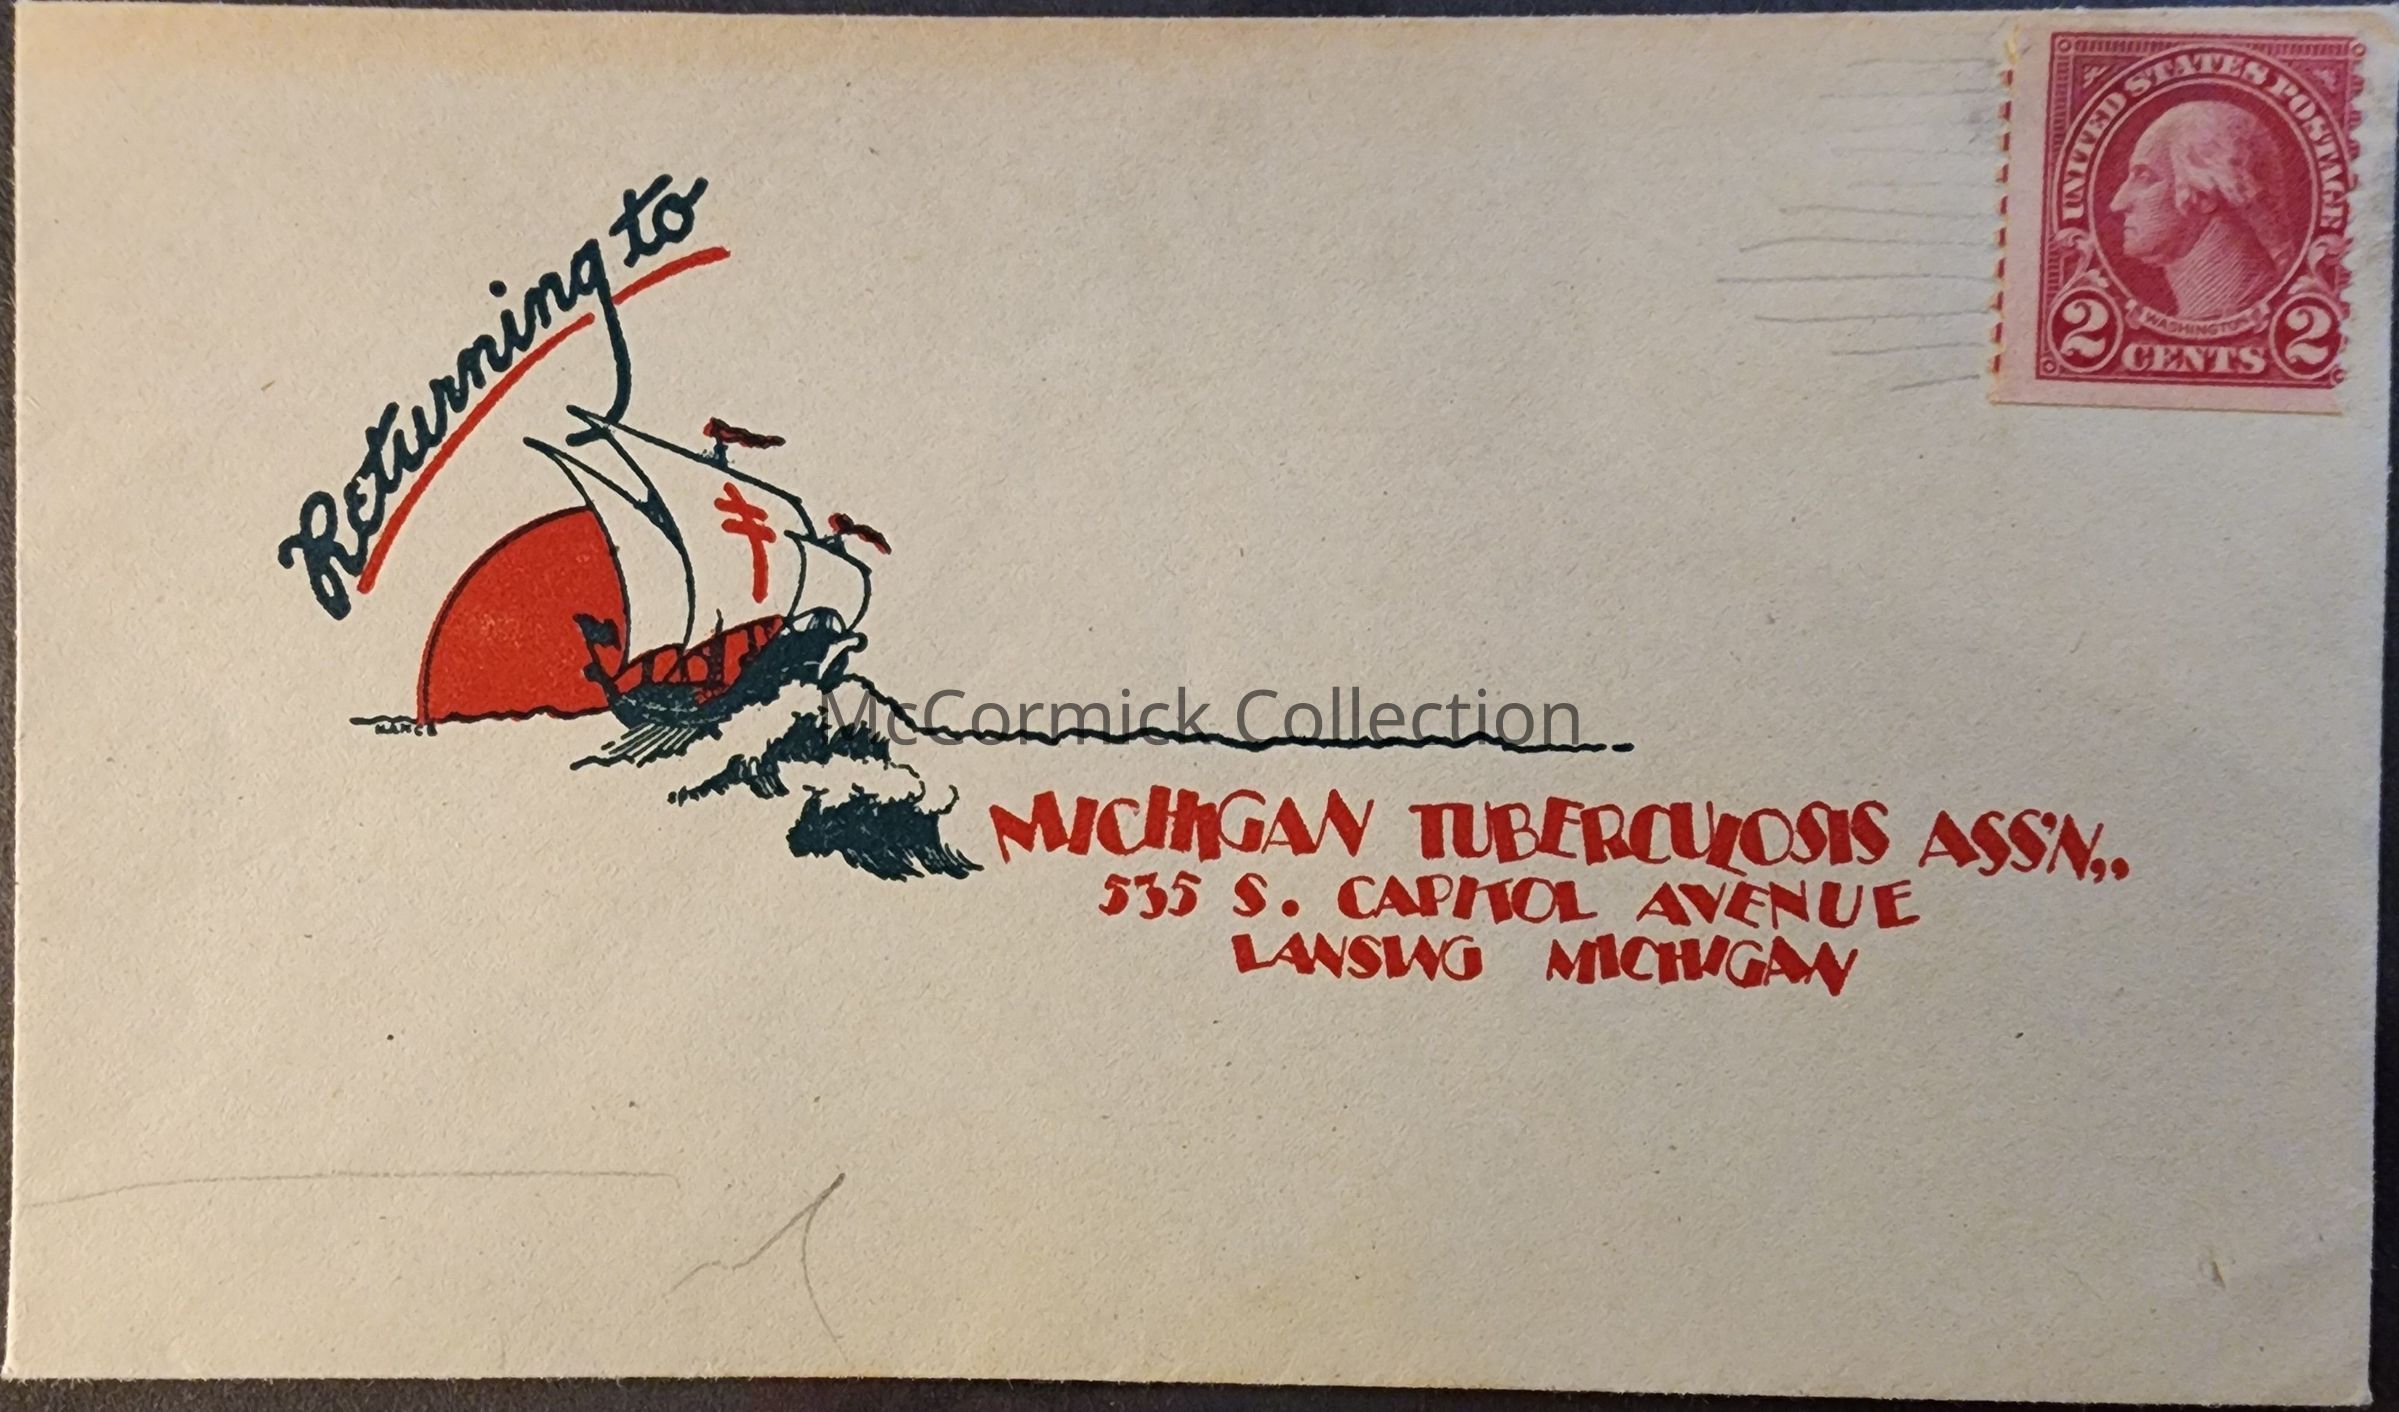 Returning to
UNITED STATES POSTAGE
WASHINGTON
2 CENTS 2
McCormick Collection
MICHIGAN TUBERCULOSIS ASS'N,,
535 S. CAPITOL AVENUE
LANSING MICHIGAN